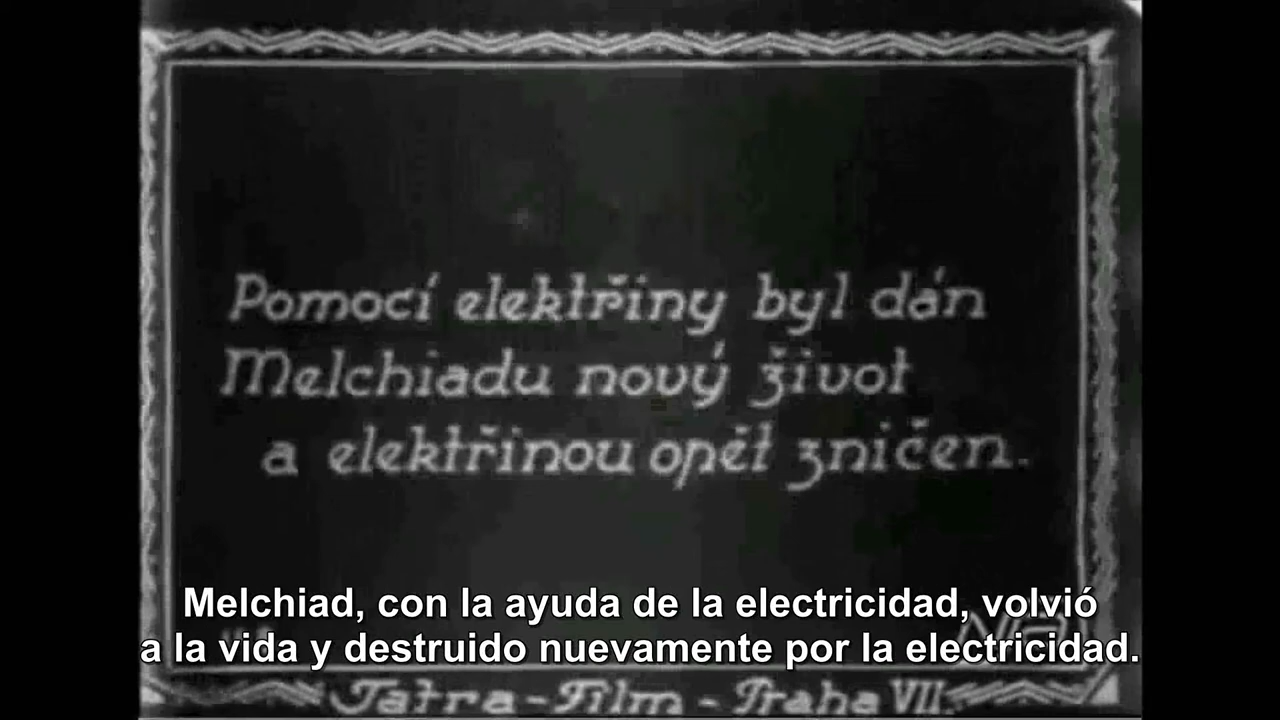 Pomocí elektřiny byl dán
Melchiadu nový život
a elektřinou opět zničen.
Melchiad, con la ayuda de la electricidad, volvió
a la vida y destruido nuevamente por la electricidad.
Tatra-Film - Praha VII.